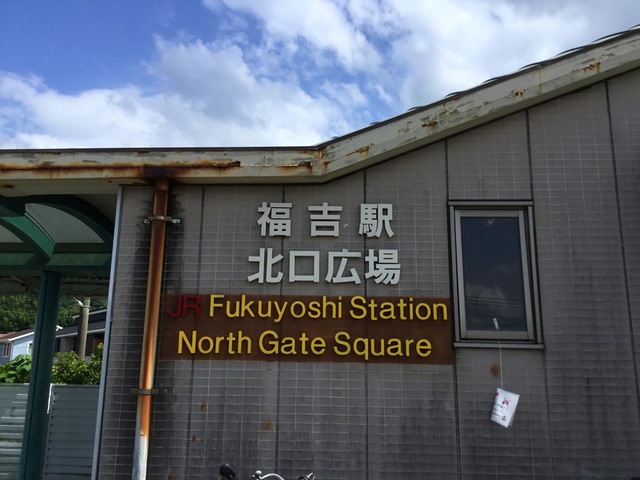 福吉駅
北口広場
JR Fukuyoshi Station
North Gate Square